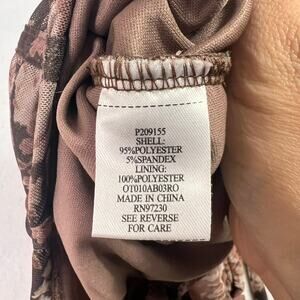 P209155
SHELL:
95%POLYESTER
5%SPANDEX
LINING:
100%POLYESTER
OT010AB03RO
MADE IN CHINA
RN97230
SEE REVERSE
FOR CARE